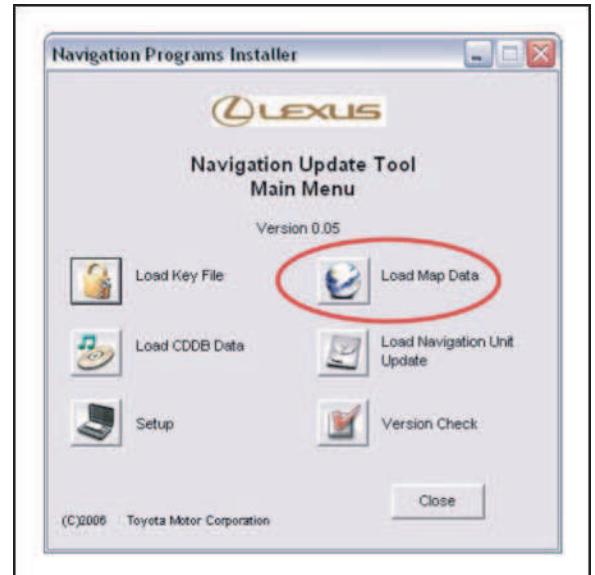 Navigation Programs Installer
LEXUS
Navigation Update Tool
Main Menu
Version 0.05
Load Key File
Load Map Data
Load CDDB Data
Load Navigation Unit
Update
Setup
Version Check
Close
(C)2006 Toyota Motor Corporation